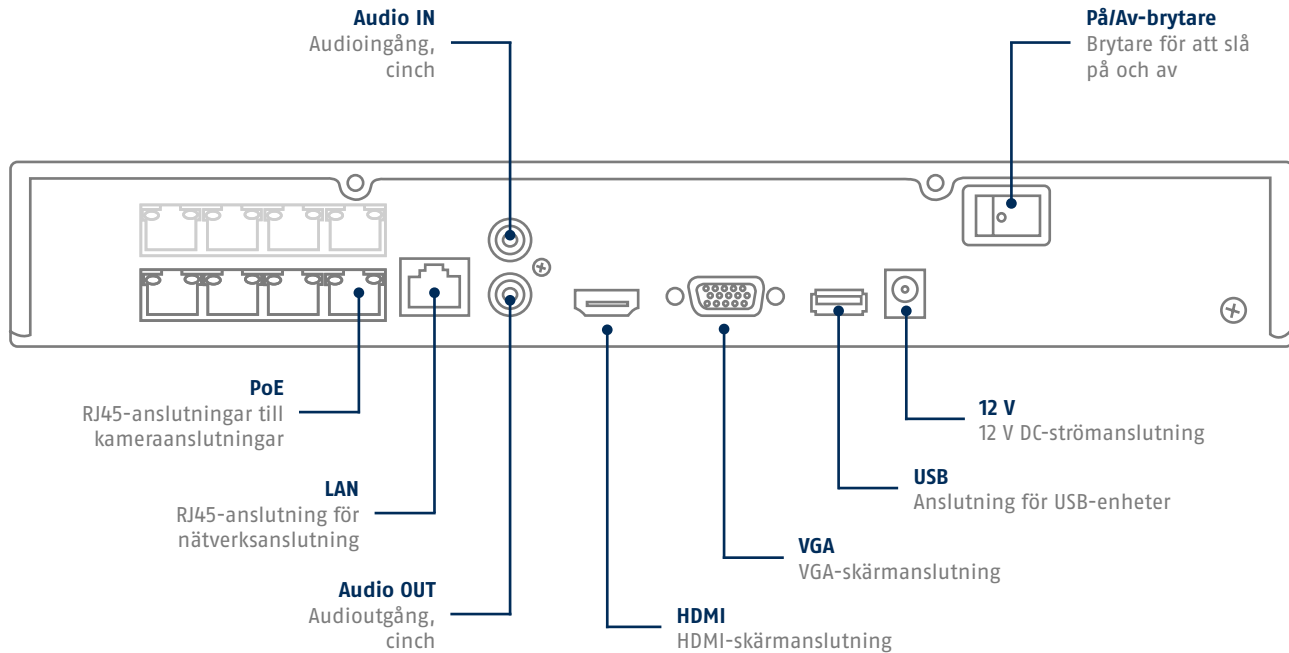 Audio IN
Audioingång,
cinch
På/Av-brytare
Brytare för att slå
på och av
PoE
RJ45-anslutningar till
kameraanslutningar
LAN
RJ45-anslutning för
nätverksanslutning
Audio OUT
Audioutgång,
cinch
HDMI
HDMI-skärmanslutning
VGA
VGA-skärmanslutning
USB
Anslutning för USB-enheter
12 V
12 V DC-strömanslutning